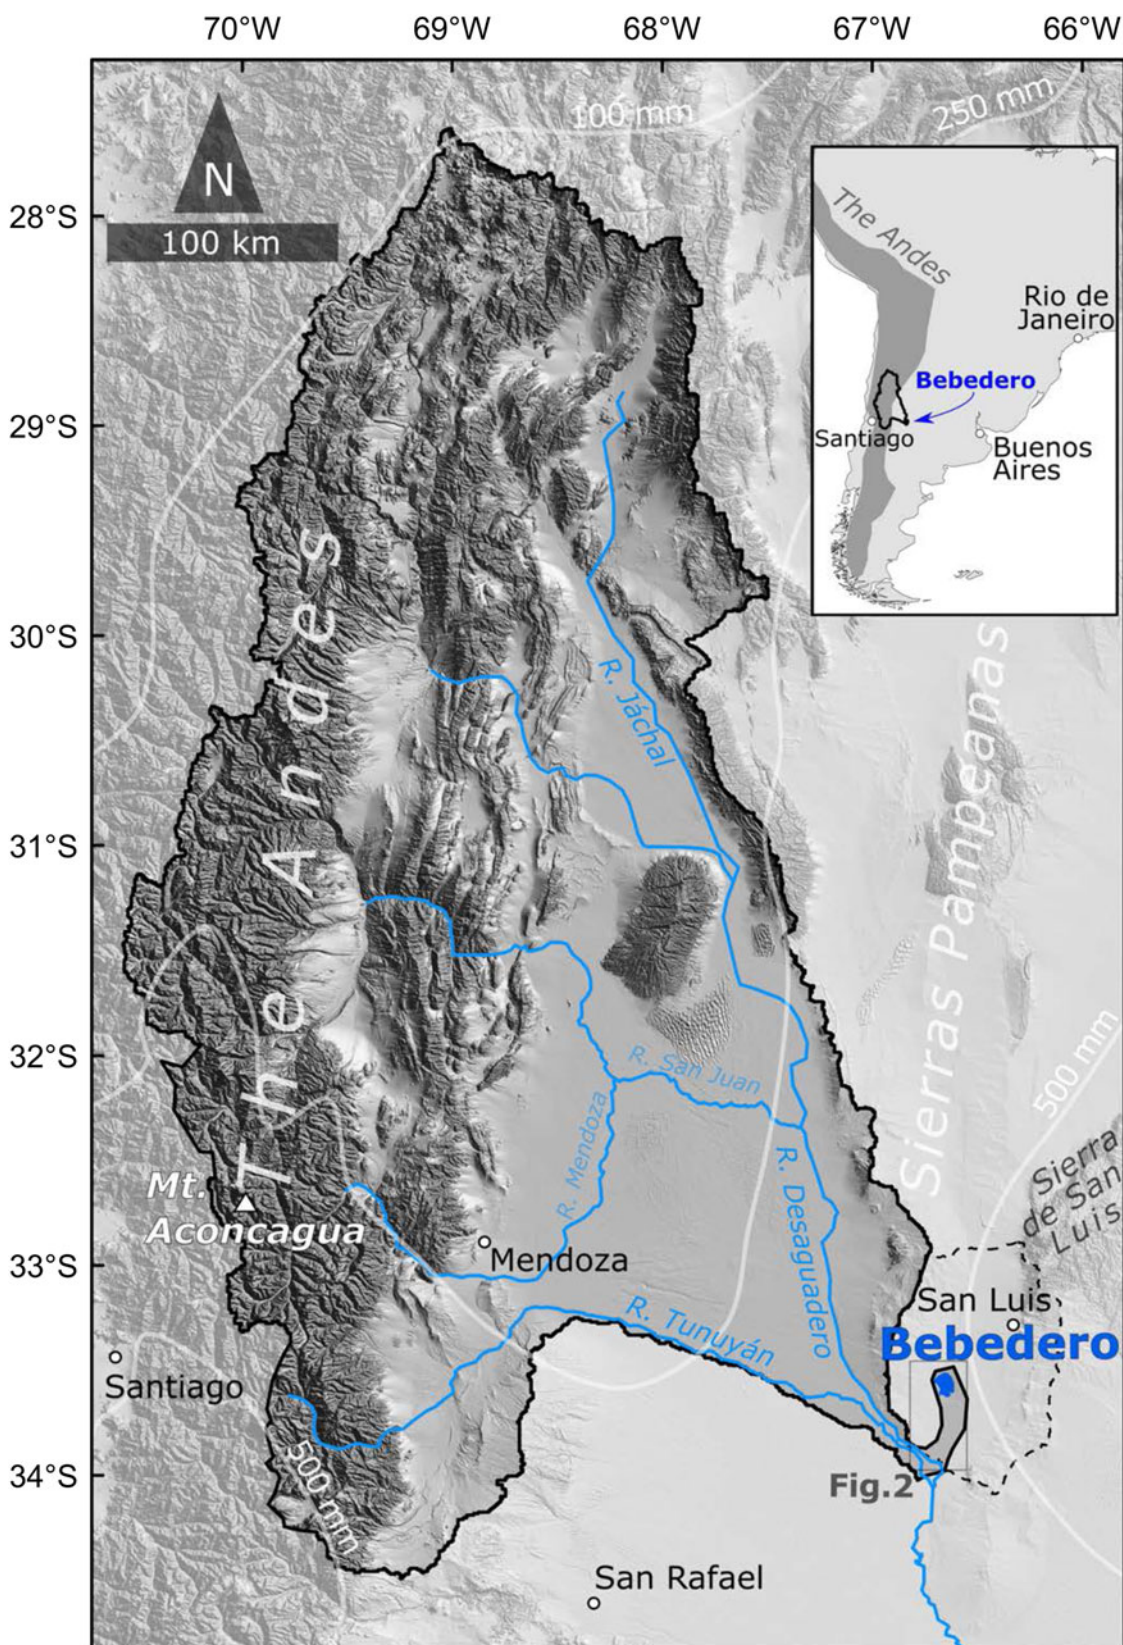 70°W
69°W
68°W
67°W
66°W
100 mm
250 mm
N
100 km
28°S
29°S
30°S
31°S
32°S
33°S
34°S
The Andes
Rio de
Janeiro
Bebedero
Santiago
Buenos
Aires
The Andes
R. Jáchal
Sierras Pampeanas
R. San Juan
R. Mendoza
R. Desaguadero
500 mm
Sierra
de San
Luis
Mt.
Aconcagua
Mendoza
R. Tunuyán
San Luis
Bebedero
Santiago
500 mm
Fig.2
San Rafael